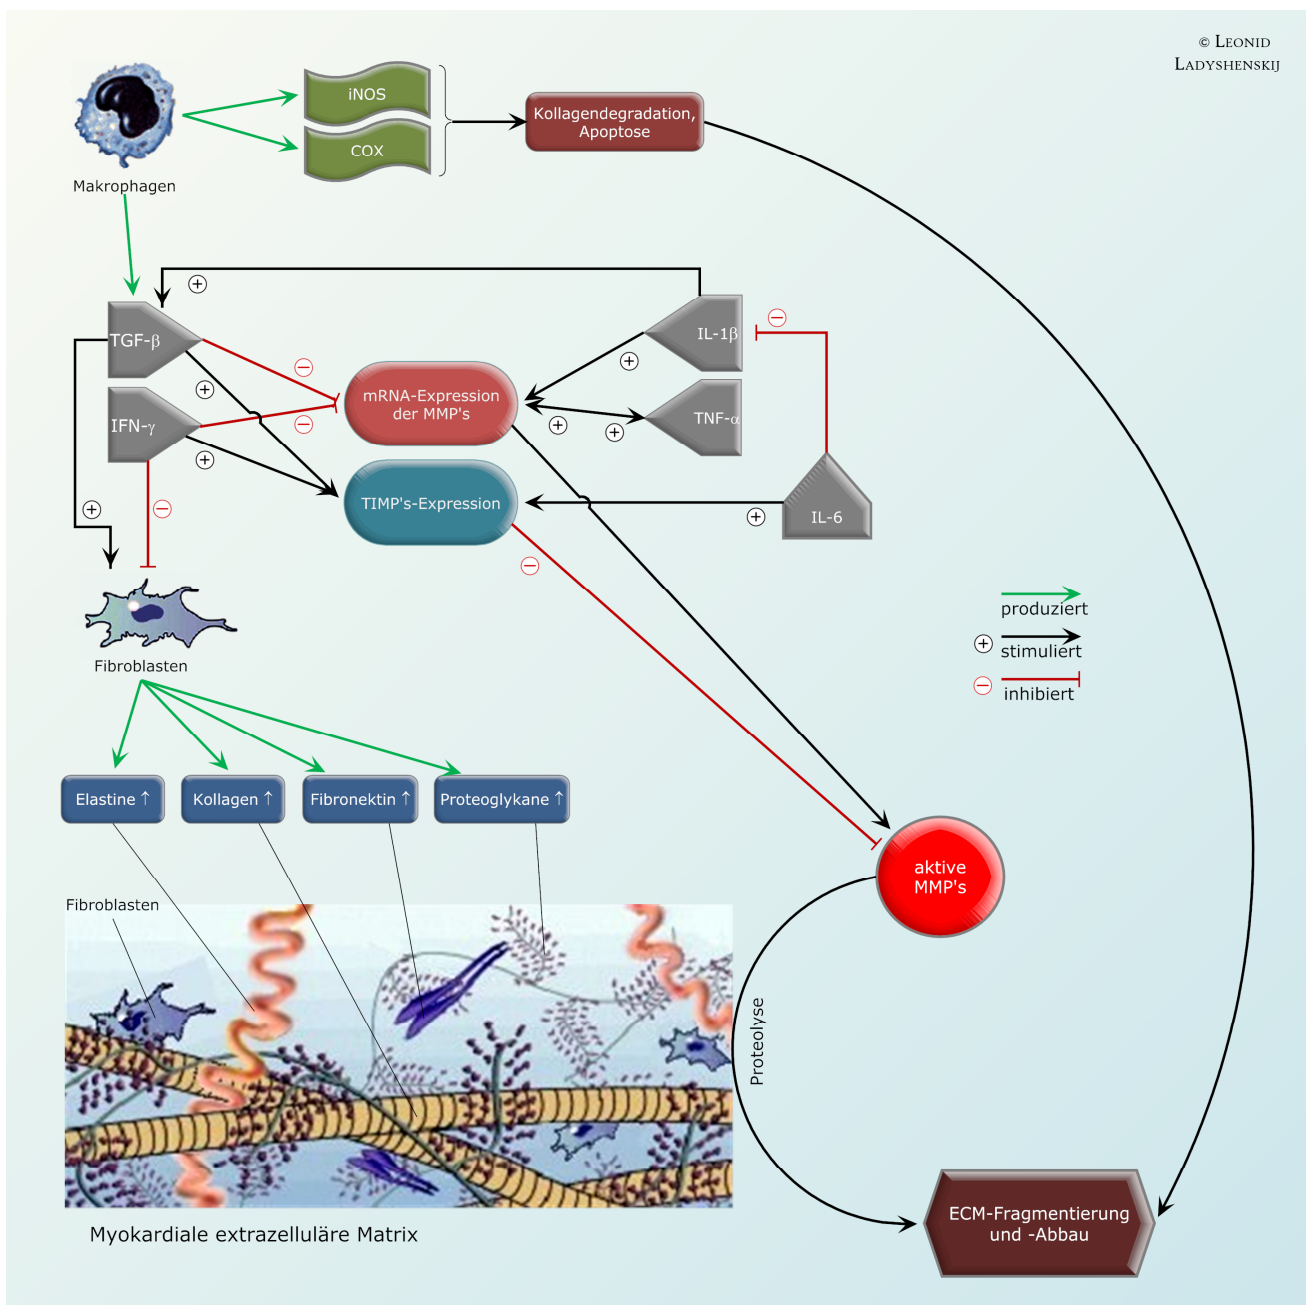 © LEONID
LADYSHENSKIJ
iNOS
COX
Kollagendegradation,
Apoptose
Makrophagen
+
TGF-β
IL-1β
−
−
+
+
mRNA-Expression
der MMP's
IFN-γ
−
TNF-α
+
+
+
TIMP's-Expression
+
−
+
IL-6
−
Fibroblasten
produziert
+
stimuliert
−
inhibiert
Elastine ↑
Kollagen ↑
Fibronektin ↑
Proteoglykane ↑
aktive
MMP's
Fibroblasten
Proteolyse
Myokardiale extrazelluläre Matrix
ECM-Fragmentierung
und -Abbau